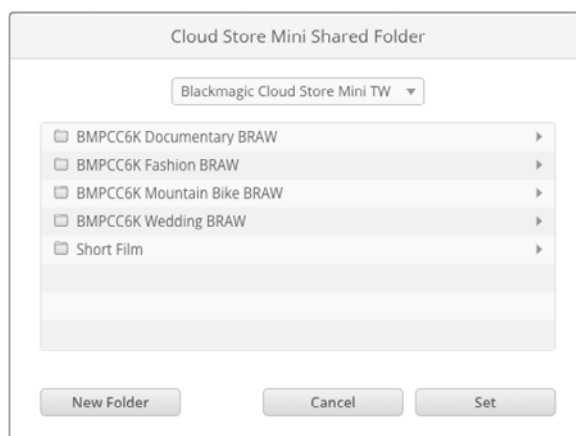 Cloud Store Mini Shared Folder
Blackmagic Cloud Store Mini TW
BMPCC6K Documentary BRAW
BMPCC6K Fashion BRAW
BMPCC6K Mountain Bike BRAW
BMPCC6K Wedding BRAW
Short Film
New Folder Cancel Set